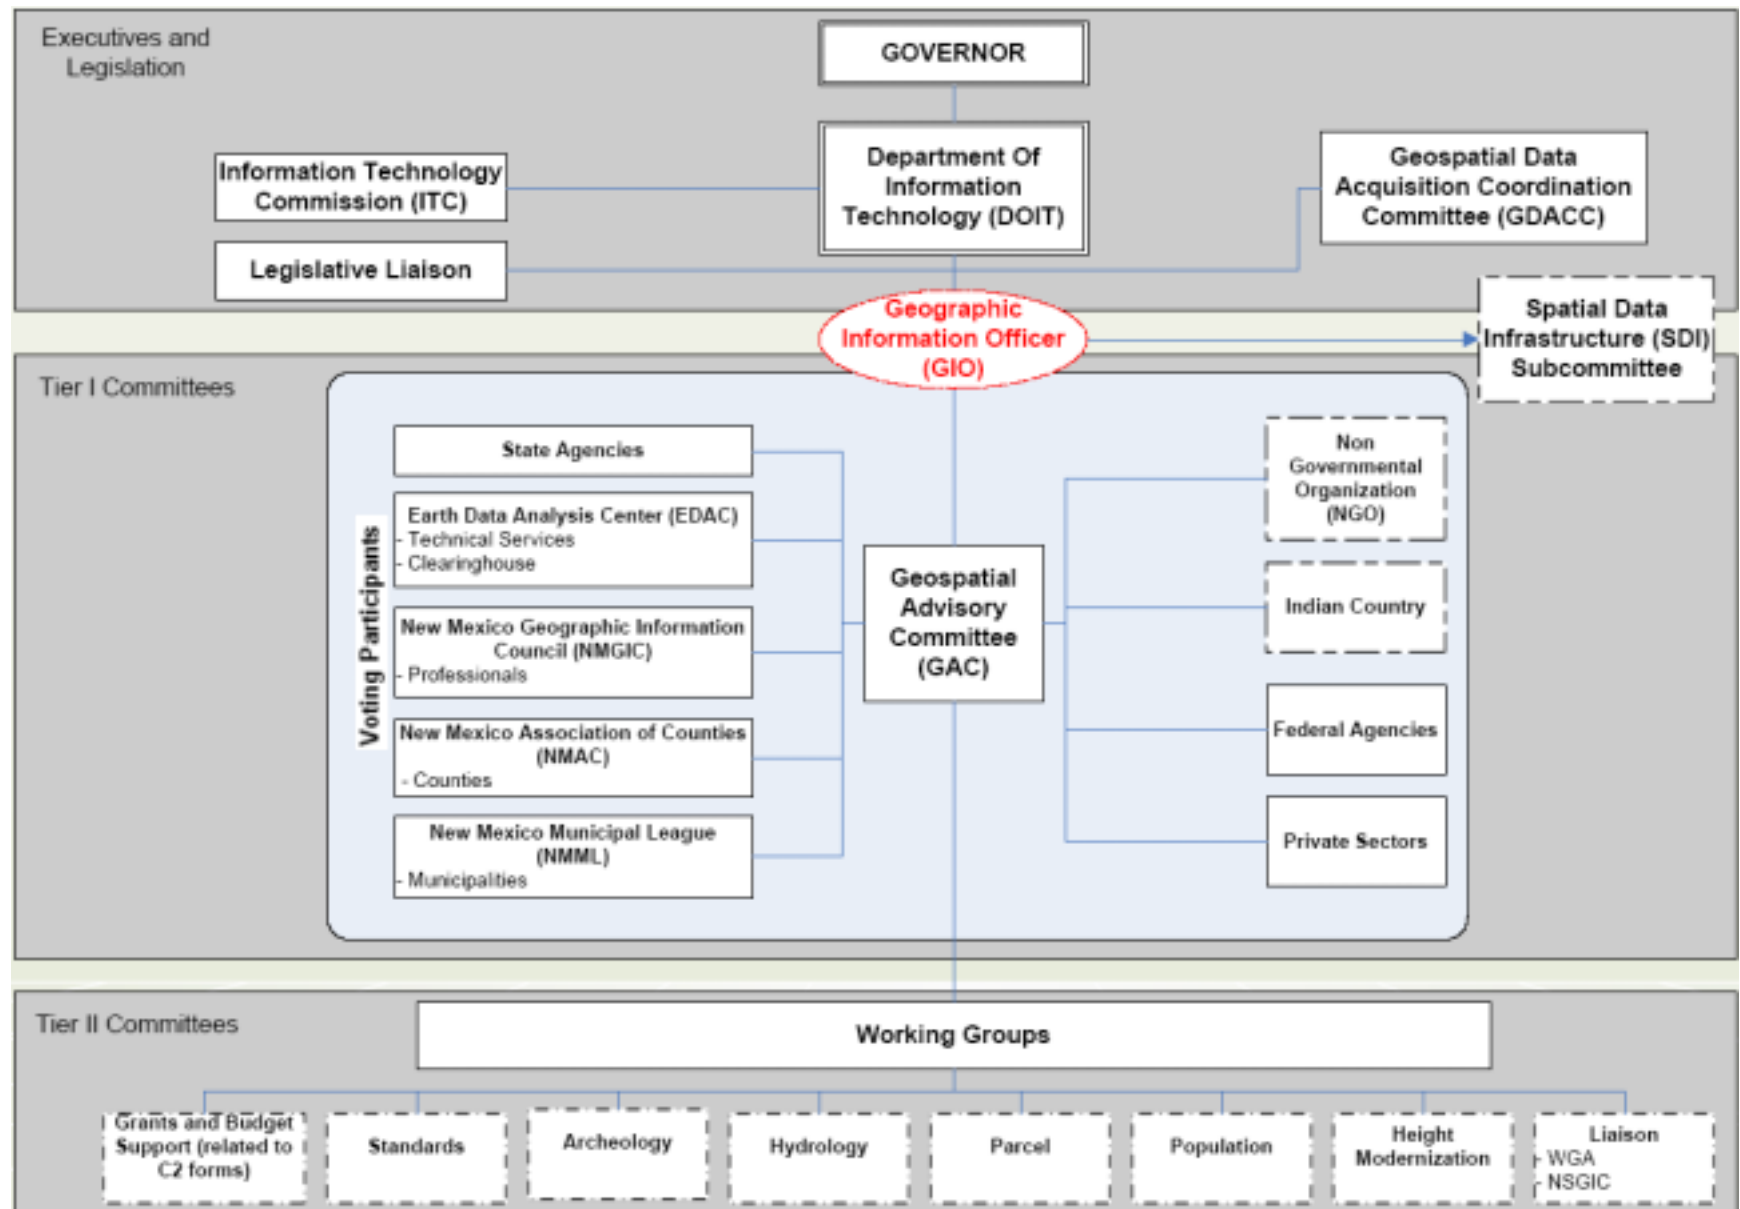 Executives and
Legislation
GOVERNOR
Information Technology
Commission (ITC)
Department Of
Information
Technology (DOIT)
Geospatial Data
Acquisition Coordination
Committee (GDACC)
Legislative Liaison
Geographic
Information Officer
(GIO)
Spatial Data
Infrastructure (SDI)
Subcommittee
Tier I Committees
Voting Participants
State Agencies
Earth Data Analysis Center (EDAC)
- Technical Services
- Clearinghouse
New Mexico Geographic Information
Council (NMGIC)
- Professionals
New Mexico Association of Counties
(NMAC)
- Counties
New Mexico Municipal League
(NMML)
- Municipalities
Geospatial
Advisory
Committee
(GAC)
Non
Governmental
Organization
(NGO)
Indian Country
Federal Agencies
Private Sectors
Tier II Committees
Working Groups
Grants and Budget
Support (related to
C2 forms)
Standards
Archeology
Hydrology
Parcel
Population
Height
Modernization
Liaison
- WGA
- NSGIC